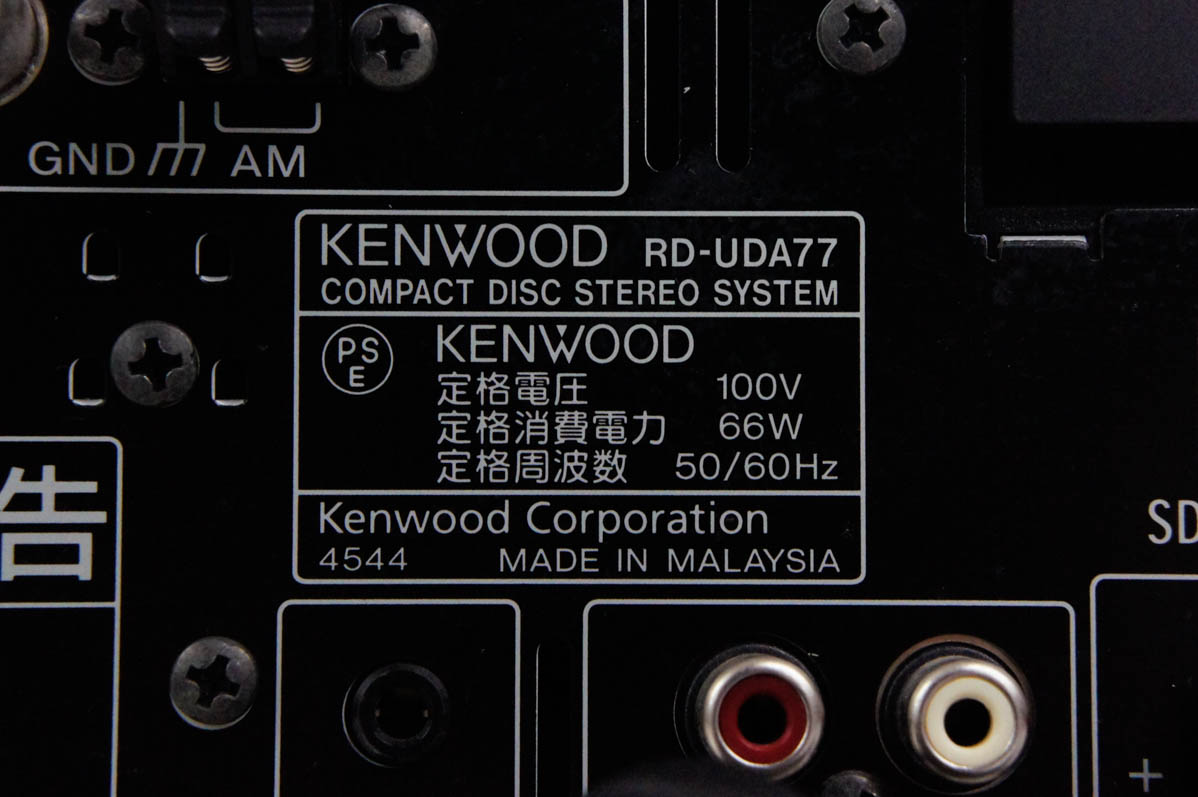 GND AM
KENWOOD RD-UDA77
COMPACT DISC STEREO SYSTEM
PSE
KENWOOD
定格電圧 100V
定格消費電力 66W
定格周波数 50/60Hz
Kenwood Corporation
4544 MADE IN MALAYSIA
告
SD
+